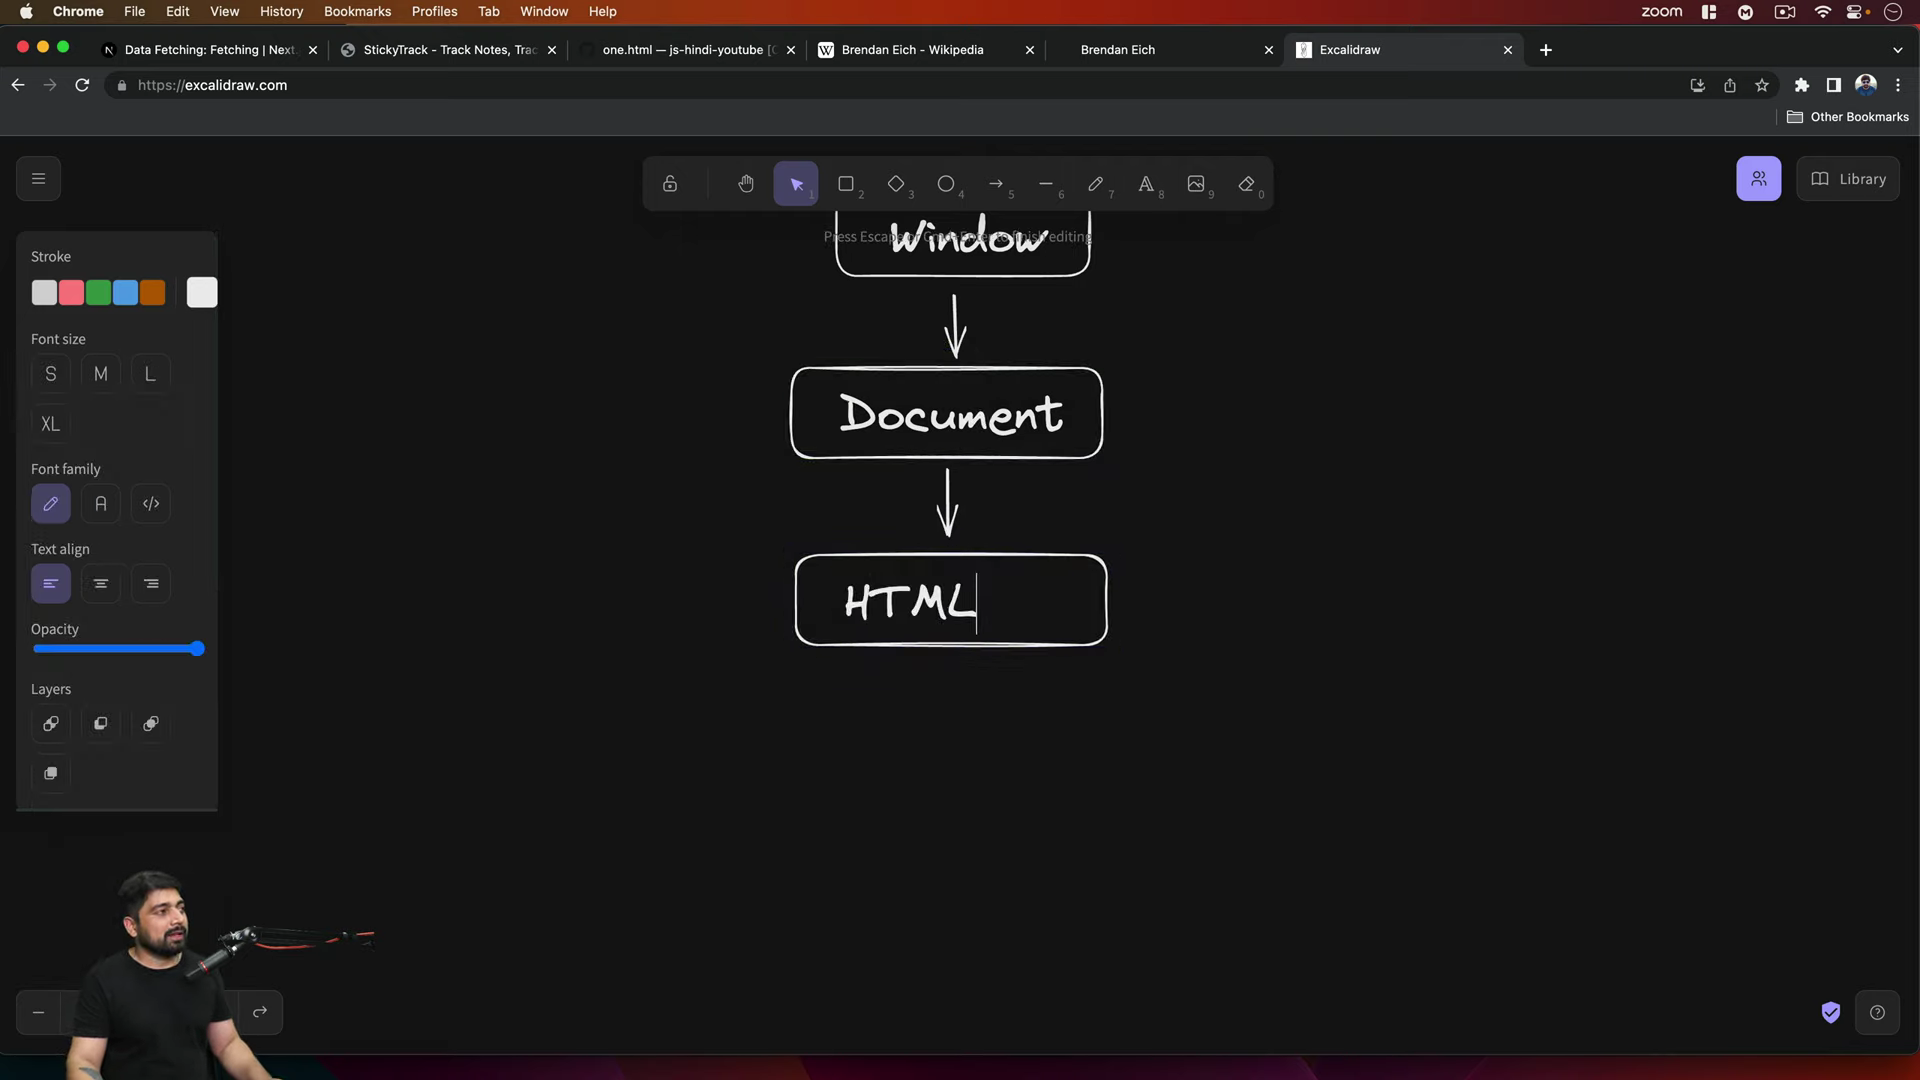 Chrome File Edit View History Bookmarks Profiles Tab Window Help zoom
Data Fetching: Fetching | Next. StickyTrack - Track Notes, Trac one.html — js-hindi-youtube [C Brendan Eich - Wikipedia Brendan Eich Excalidraw
https://excalidraw.com
Other Bookmarks
1 2 3 4 5 6 7 8 9 0
Library
Press Escape or Cmd+Enter to finish editing
Window
Stroke
Font size
S M L
XL
Document
Font family
A </>
Text align
HTML
Opacity
Layers